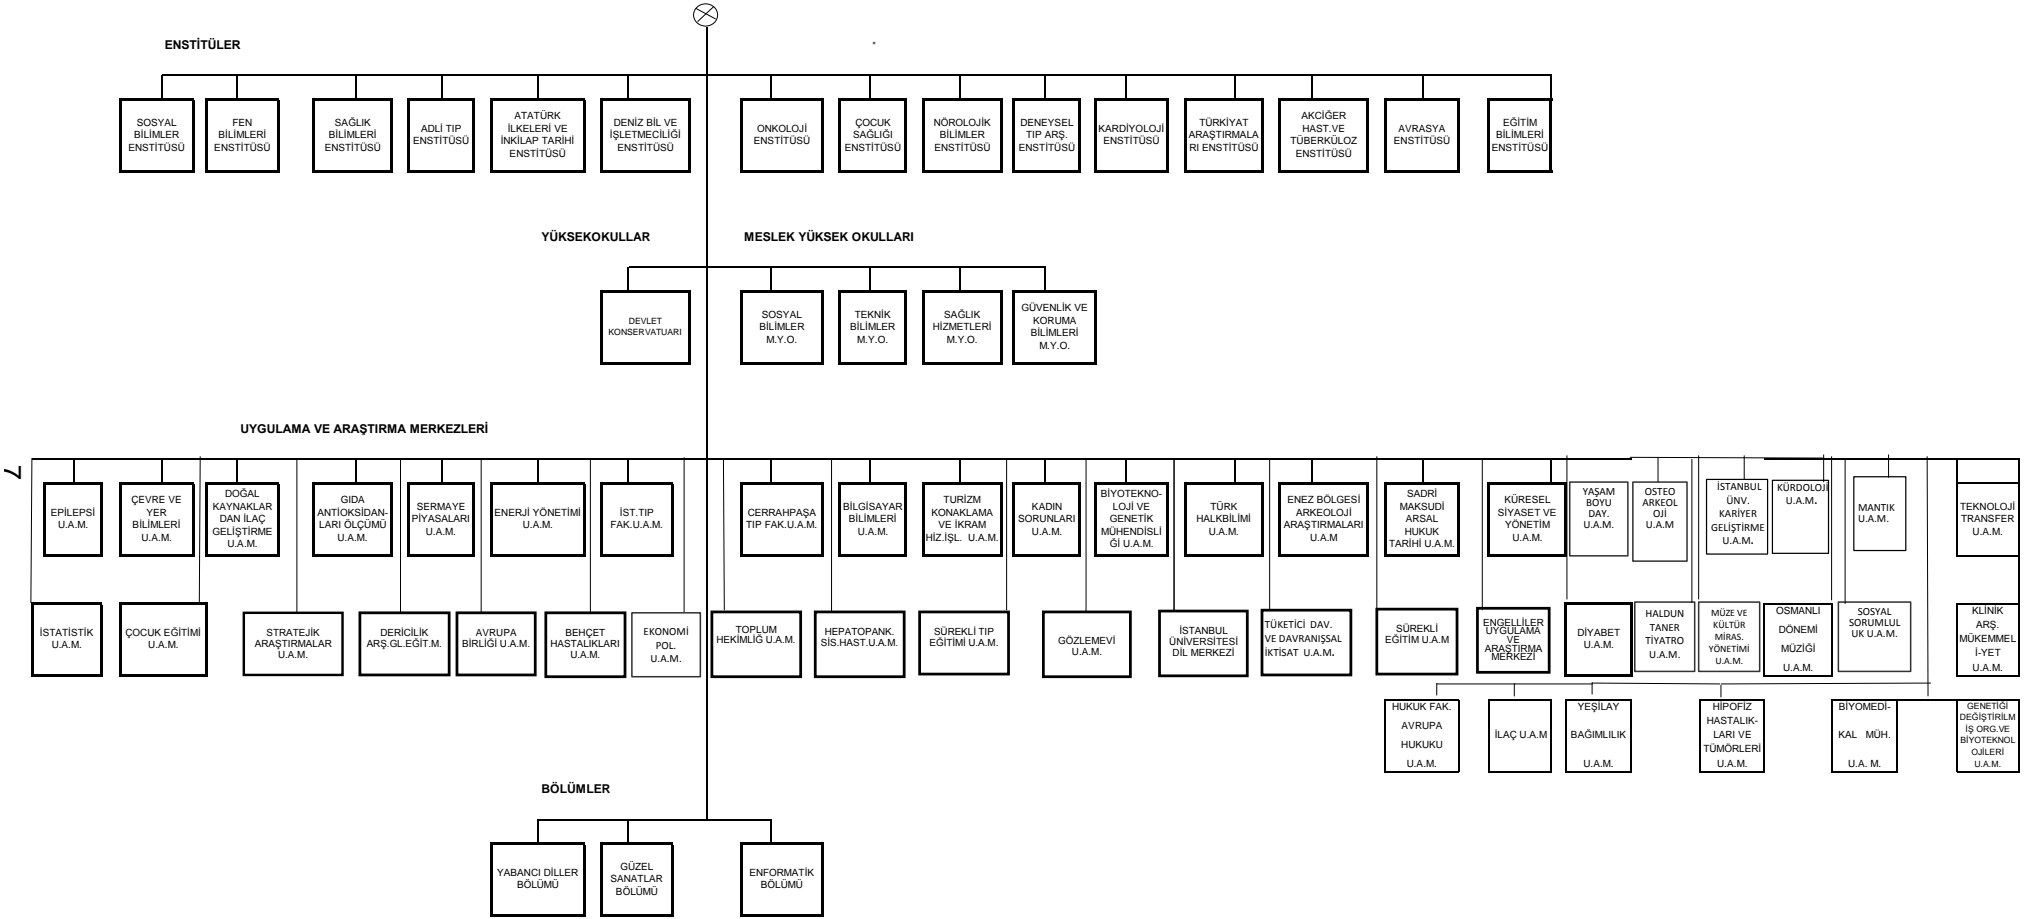 ENSTİTÜLER
SOSYAL
BİLİMLER
ENSTİTÜSÜ
FEN
BİLİMLERİ
ENSTİTÜSÜ
SAĞLIK
BİLİMLERİ
ENSTİTÜSÜ
ADLİ TIP
ENSTİTÜSÜ
ATATÜRK
İLKELERİ VE
İNKILAP TARİHİ
ENSTİTÜSÜ
DENİZ BİL VE
İŞLETMECİLİĞİ
ENSTİTÜSÜ
ONKOLOJİ
ENSTİTÜSÜ
ÇOCUK
SAĞLIĞI
ENSTİTÜSÜ
NÖROLOJİK
BİLİMLER
ENSTİTÜSÜ
DENEYSEL
TIP ARŞ.
ENSTİTÜSÜ
KARDİYOLOJİ
ENSTİTÜSÜ
TÜRKİYAT
ARAŞTIRMALA
RI ENSTİTÜSÜ
AKCİĞER
HAST.VE
TÜBERKÜLOZ
ENSTİTÜSÜ
AVRASYA
ENSTİTÜSÜ
EĞİTİM
BİLİMLERİ
ENSTİTÜSÜ
YÜKSEKOKULLAR
MESLEK YÜKSEK OKULLARI
DEVLET
KONSERVATUARI
SOSYAL
BİLİMLER
M.Y.O.
TEKNİK
BİLİMLER
M.Y.O.
SAĞLIK
HİZMETLERİ
M.Y.O.
GÜVENLİK VE
KORUMA
BİLİMLERİ
M.Y.O.
UYGULAMA VE ARAŞTIRMA MERKEZLERİ
7
EPİLEPSİ
U.A.M.
ÇEVRE VE
YER
BİLİMLERİ
U.A.M.
DOĞAL
KAYNAKLAR
DAN İLAÇ
GELİŞTİRME
U.A.M.
GIDA
ANTİOKSİDAN-
LARI ÖLÇÜMÜ
U.A.M.
SERMAYE
PİYASALARI
U.A.M.
ENERJİ YÖNETİMİ
U.A.M.
İST.TIP
FAK.U.A.M.
CERRAHPAŞA
TIP FAK.U.A.M.
BİLGİSAYAR
BİLİMLERİ
U.A.M.
TURİZM
KONAKLAMA
VE İKRAM
HİZ.İŞL. U.A.M.
KADIN
SORUNLARI
U.A.M.
BİYOTEKNO-
LOJİ VE
GENETİK
MÜHENDİSLİ
Ğİ U.A.M.
TÜRK
HALKBİLİMİ
U.A.M.
ENEZ BÖLGESİ
ARKEOLOJİ
ARAŞTIRMALARI
U.A.M
SADRİ
MAKSUDİ
ARSAL
HUKUK
TARİHİ U.A.M.
KÜRESEL
SİYASET VE
YÖNETİM
U.A.M.
YAŞAM
BOYU
DAY.
U.A.M.
OSTEO
ARKEOL
OJİ
U.A.M
İSTANBUL
ÜNV.
KARİYER
GELİŞTİRME
U.A.M.
KÜRDOLOJİ
U.A.M.
MANTIK
U.A.M.
TEKNOLOJİ
TRANSFER
U.A.M.
İSTATİSTİK
U.A.M.
ÇOCUK EĞİTİMİ
U.A.M.
STRATEJİK
ARAŞTIRMALAR
U.A.M.
DERİCİLİK
ARŞ.GL.EĞİT.M.
AVRUPA
BİRLİĞİ U.A.M.
BEHÇET
HASTALIKLARI
U.A.M.
EKONOMİ
POL.
U.A.M.
TOPLUM
HEKİMLİĞ U.A.M.
HEPATOPANK.
SİS.HAST.U.A.M.
SÜREKLİ TIP
EĞİTİMİ U.A.M.
GÖZLEMEVİ
U.A.M.
İSTANBUL
ÜNİVERSİTESİ
DİL MERKEZİ
TÜKETİCİ DAV.
VE DAVRANIŞSAL
İKTİSAT U.A.M.
SÜREKLİ
EĞİTİM U.A.M
ENGELLİLER
UYGULAMA
VE
ARAŞTIRMA
MERKEZİ
DİYABET
U.A.M.
HALDUN
TANER
TİYATRO
U.A.M.
MÜZE VE
KÜLTÜR
MİRAS.
YÖNETİMİ
U.A.M.
OSMANLI
DÖNEMİ
MÜZİĞİ
U.A.M.
SOSYAL
SORUMLUL
UK U.A.M.
KLİNİK
ARŞ.
MÜKEMMEL
İ-YET
U.A.M.
HUKUK FAK.
AVRUPA
HUKUKU
U.A.M.
İLAÇ U.A.M
YEŞİLAY
BAĞIMLILIK
U.A.M.
HİPOFİZ
HASTALIK-
LARI VE
TÜMÖRLERİ
U.A.M.
BİYOMEDİ-
KAL MÜH.
U.A. M.
GENETİĞİ
DEĞİŞTİRİLM
İŞ ORG.VE
BİYOTEKNOL
OJİLERİ
U.A.M.
BÖLÜMLER
YABANCI DİLLER
BÖLÜMÜ
GÜZEL
SANATLAR
BÖLÜMÜ
ENFORMATİK
BÖLÜMÜ